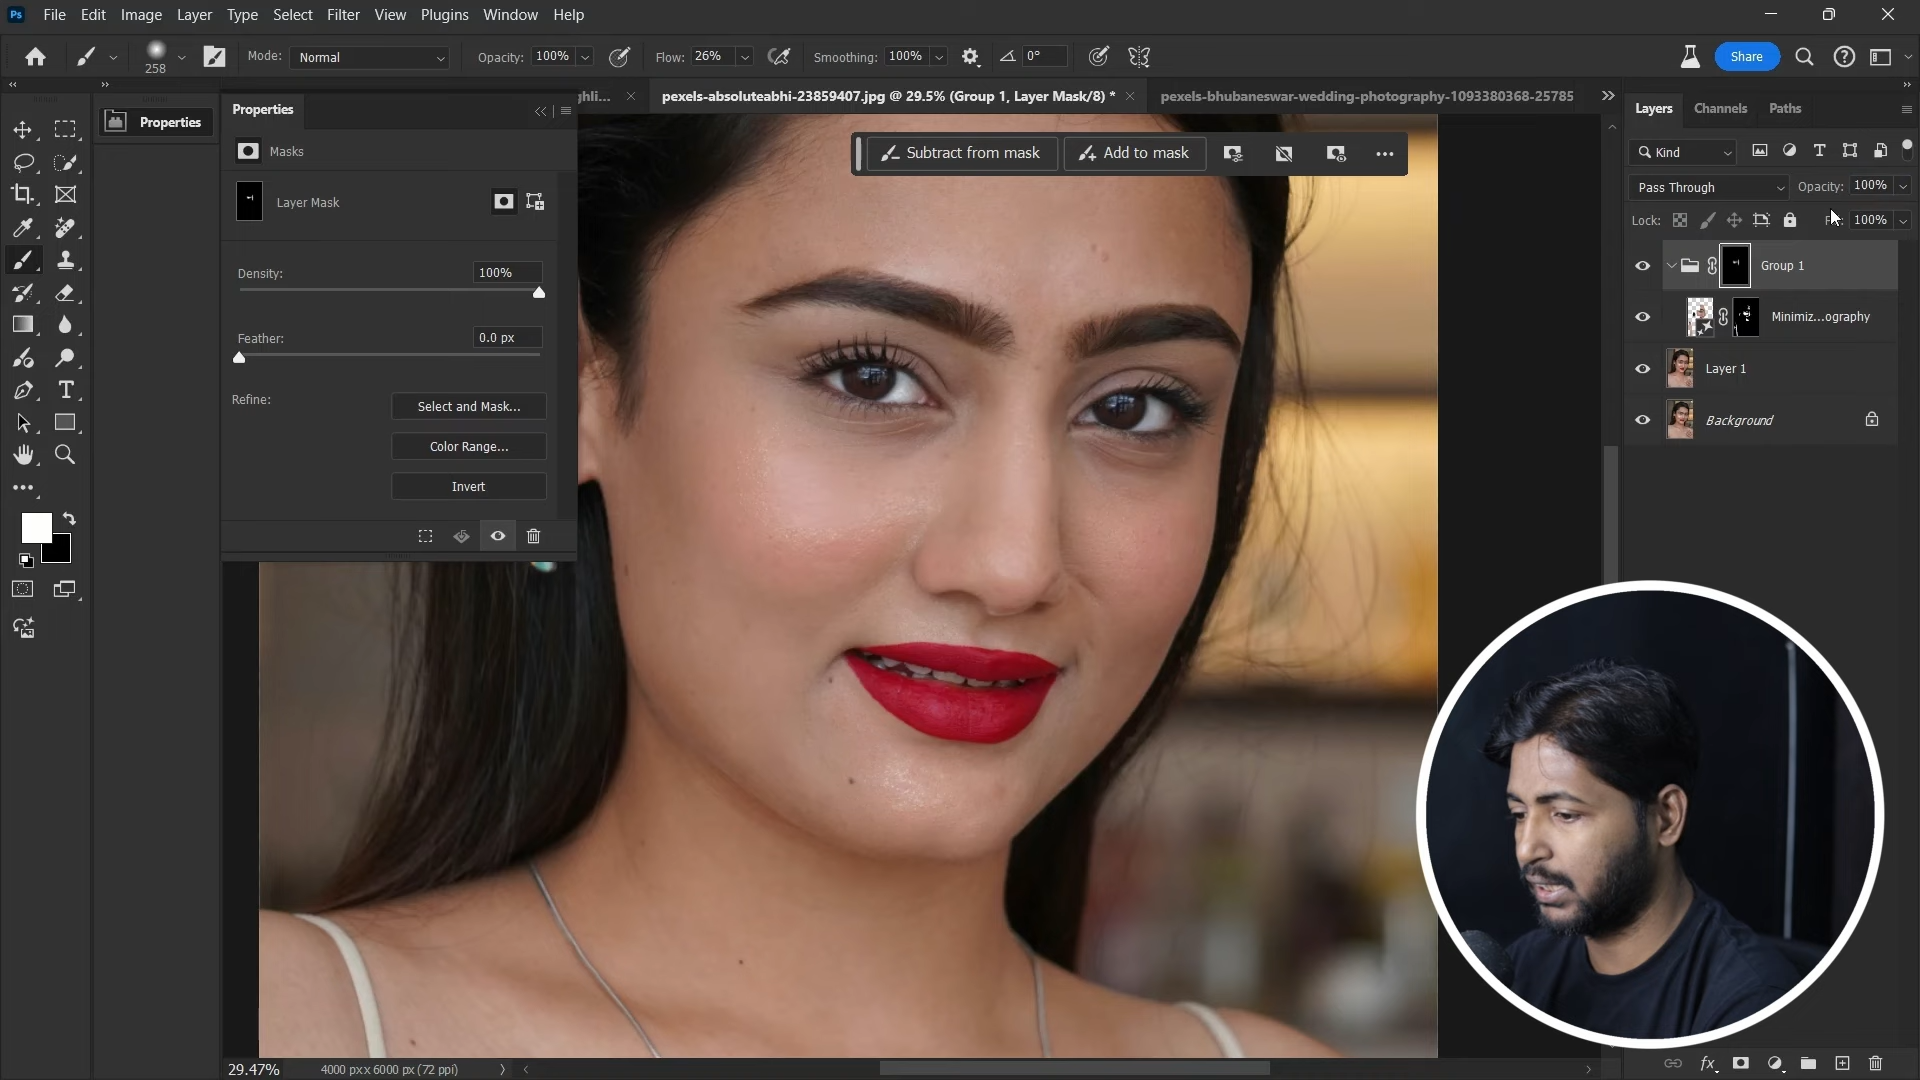 Ps File Edit Image Layer Type Select Filter View Plugins Window Help
258 Mode: Normal Opacity: 100% Flow: 26% Smoothing: 100% 0° Share
Properties
Properties
Masks
Layer Mask
Density: 100%
Feather: 0.0 px
Refine: Select and Mask...
Color Range...
Invert
ghli...
pexels-absoluteabhi-23859407.jpg @ 29.5% (Group 1, Layer Mask/8) *
pexels-bhubaneswar-wedding-photography-1093380368-25785
Subtract from mask Add to mask
Layers Channels Paths
Kind
Pass Through Opacity: 100%
Lock: 100%
Group 1
Minimiz...ography
Layer 1
Background
29.47% 4000 px x 6000 px (72 ppi)
fx